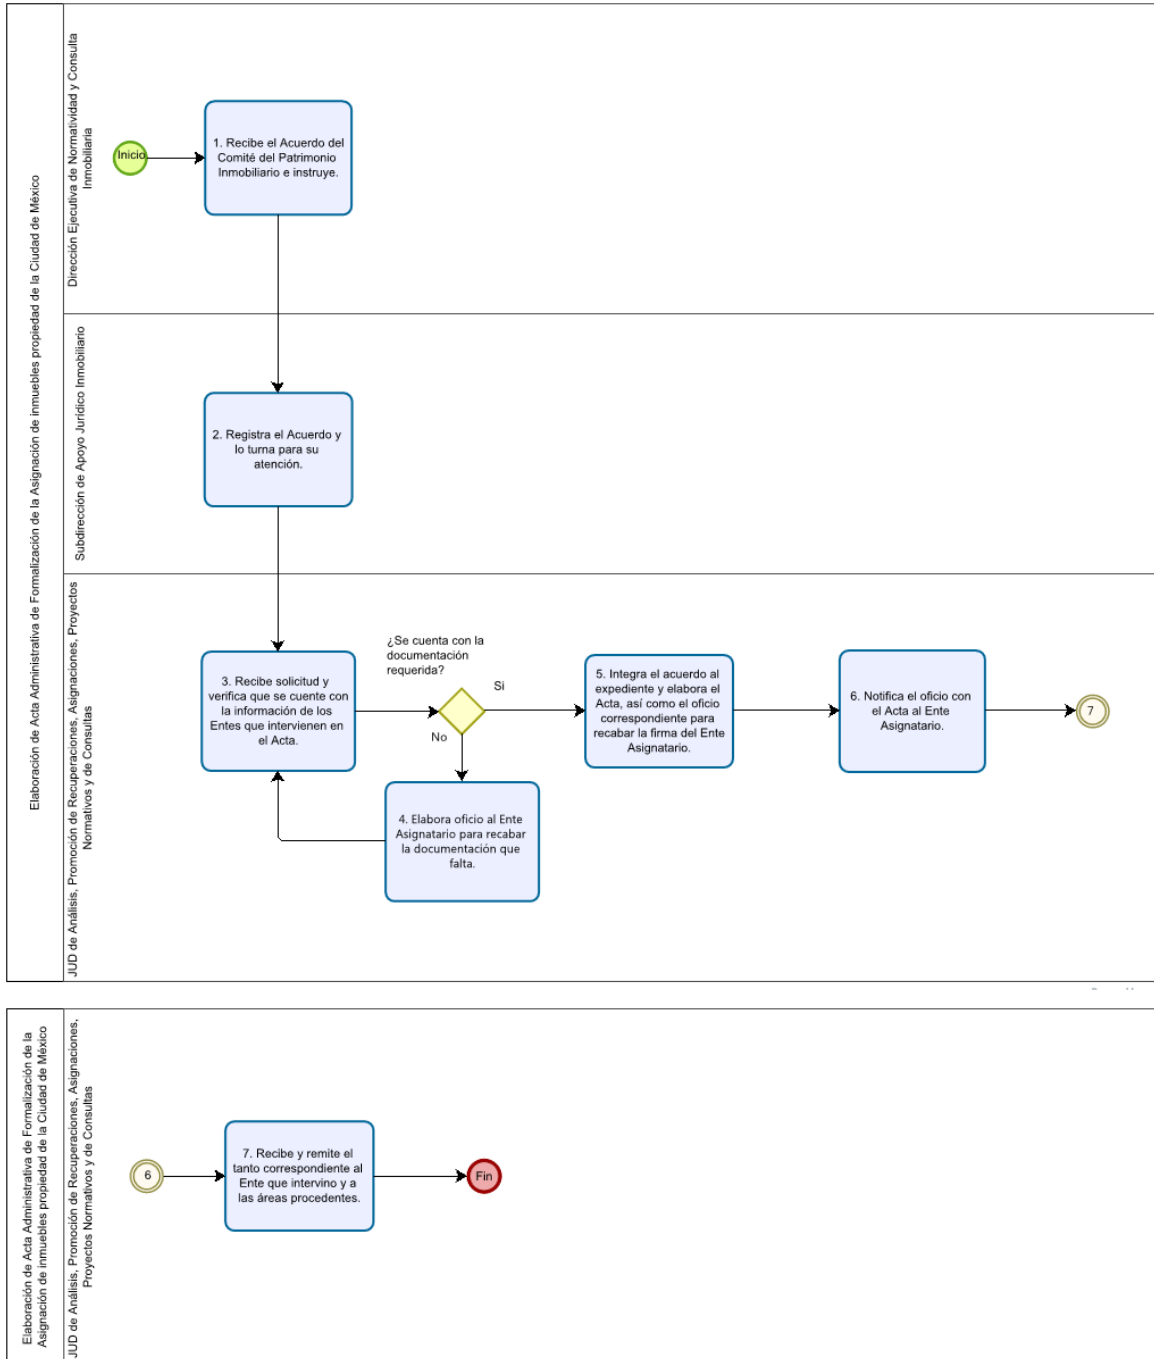 Elaboración de Acta Administrativa de Formalización de la Asignación de inmuebles propiedad de la Ciudad de México
Dirección Ejecutiva de Normatividad y Consulta
Inmobiliaria
Inicio
1. Recibe el Acuerdo del
Comité del Patrimonio
Inmobiliario e instruye.
Subdirección de Apoyo Jurídico Inmobiliario
2. Registra el Acuerdo y
lo turna para su
atención.
JUD de Análisis, Promoción de Recuperaciones, Asignaciones, Proyectos
Normativos y de Consultas
3. Recibe solicitud y
verifica que se cuente con
la información de los
Entes que intervienen en
el Acta.
¿Se cuenta con la
documentación
requerida?
Si
No
4. Elabora oficio al Ente
Asignatario para recabar
la documentación que
falta.
5. Integra el acuerdo al
expediente y elabora el
Acta, así como el oficio
correspondiente para
recabar la firma del Ente
Asignatario.
6. Notifica el oficio con
el Acta al Ente
Asignatario.
7
Elaboración de Acta Administrativa de Formalización de la
Asignación de inmuebles propiedad de la Ciudad de México
JUD de Análisis, Promoción de Recuperaciones, Asignaciones,
Proyectos Normativos y de Consultas
6
7. Recibe y remite el
tanto correspondiente al
Ente que intervino y a
las áreas procedentes.
Fin